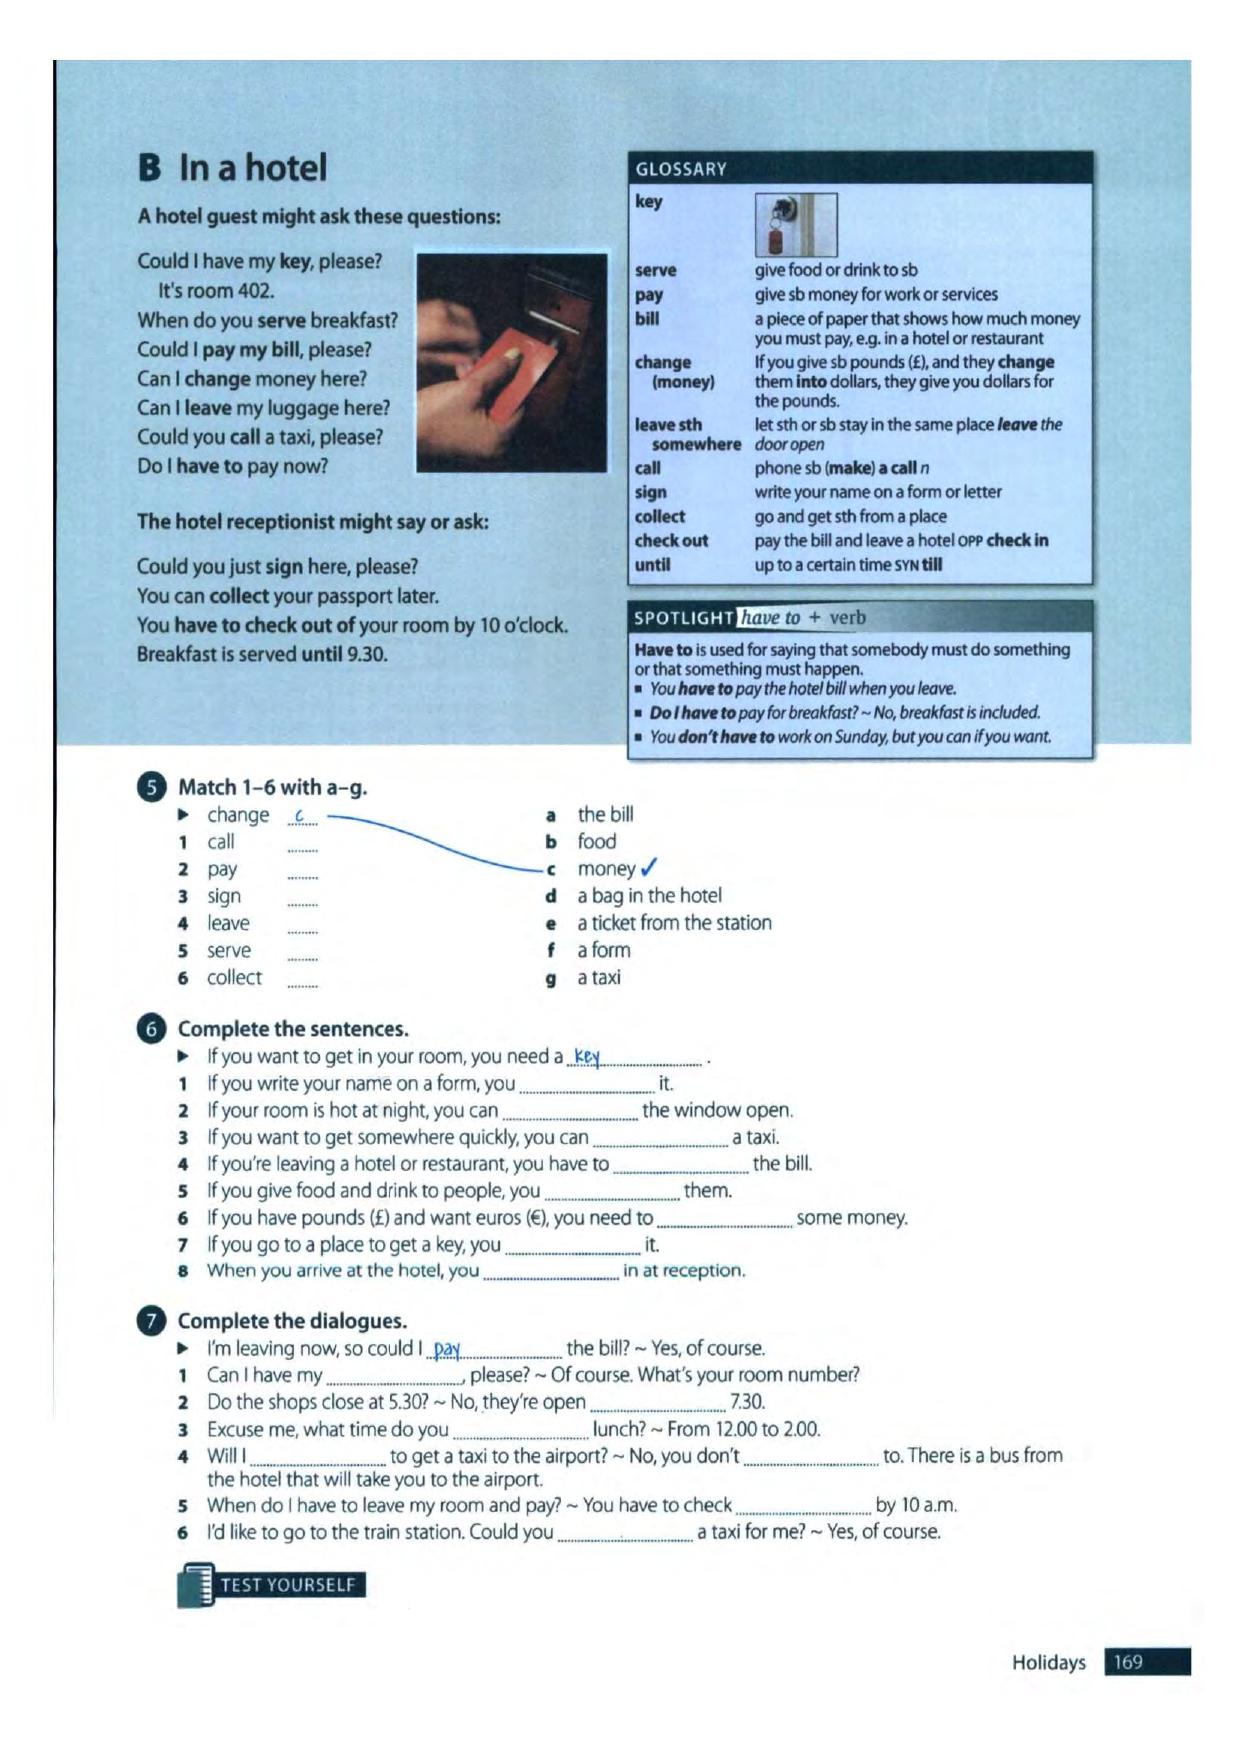 B In a hotel
A hotel guest might ask these questions:
Could I have my key, please?
It's room 402.
When do you serve breakfast?
Could I pay my bill, please?
Can I change money here?
Can I leave my luggage here?
Could you call a taxi, please?
Do I have to pay now?
The hotel receptionist might say or ask:
Could you just sign here, please?
You can collect your passport later.
You have to check out of your room by 10 o'clock.
Breakfast is served until 9.30.
GLOSSARY
key
serve give food or drink to sb
pay give sb money for work or services
bill a piece of paper that shows how much money
you must pay, e.g. in a hotel or restaurant
change If you give sb pounds (£), and they change
(money) them into dollars, they give you dollars for
the pounds.
leave sth let sth or sb stay in the same place leave the
somewhere door open
call phone sb (make) a call n
sign write your name on a form or letter
collect go and get sth from a place
check out pay the bill and leave a hotel OPP check in
until up to a certain time SYN till
SPOTLIGHT have to + verb
Have to is used for saying that somebody must do something
or that something must happen.
▪ You have to pay the hotel bill when you leave.
▪ Do I have to pay for breakfast? ~ No, breakfast is included.
▪ You don't have to work on Sunday, but you can if you want.
5 Match 1–6 with a–g.
▶ change c a the bill
1 call ........ b food
2 pay ........ c money ✓
3 sign ........ d a bag in the hotel
4 leave ........ e a ticket from the station
5 serve ........ f a form
6 collect ........ g a taxi
6 Complete the sentences.
▶ If you want to get in your room, you need a key .
1 If you write your name on a form, you ........ it.
2 If your room is hot at night, you can ........ the window open.
3 If you want to get somewhere quickly, you can ........ a taxi.
4 If you're leaving a hotel or restaurant, you have to ........ the bill.
5 If you give food and drink to people, you ........ them.
6 If you have pounds (£) and want euros (€), you need to ........ some money.
7 If you go to a place to get a key, you ........ it.
8 When you arrive at the hotel, you ........ in at reception.
7 Complete the dialogues.
▶ I'm leaving now, so could I pay the bill? ~ Yes, of course.
1 Can I have my ........, please? ~ Of course. What's your room number?
2 Do the shops close at 5.30? ~ No, they're open ........ 7.30.
3 Excuse me, what time do you ........ lunch? ~ From 12.00 to 2.00.
4 Will I ........ to get a taxi to the airport? ~ No, you don't ........ to. There is a bus from
the hotel that will take you to the airport.
5 When do I have to leave my room and pay? ~ You have to check ........ by 10 a.m.
6 I'd like to go to the train station. Could you ........ a taxi for me? ~ Yes, of course.
TEST YOURSELF
Holidays 169